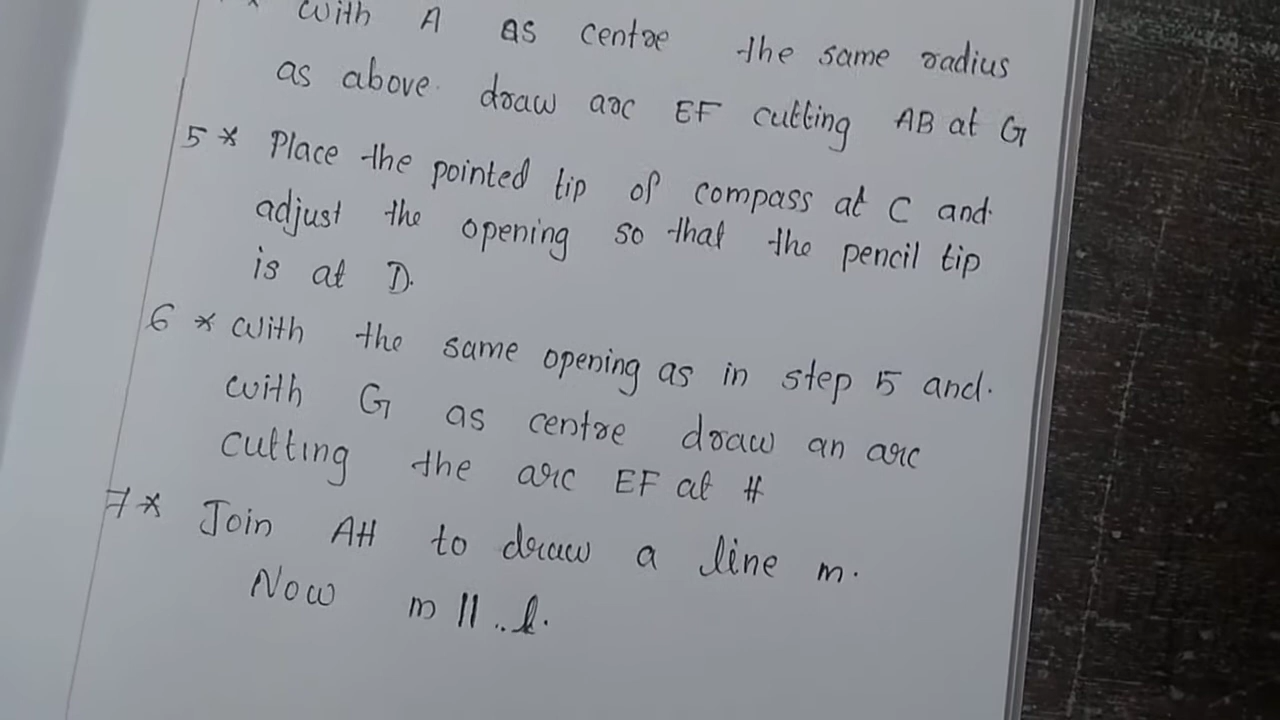 * With A as centre the same radius
as above. draw arc EF cutting AB at G
5 * Place the pointed tip of compass at C and
adjust the opening so that the pencil tip
is at D.
6 * With the same opening as in step 5 and.
with G as centre draw an arc
cutting the arc EF at H
7 * Join AH to draw a line m.
Now m || l.